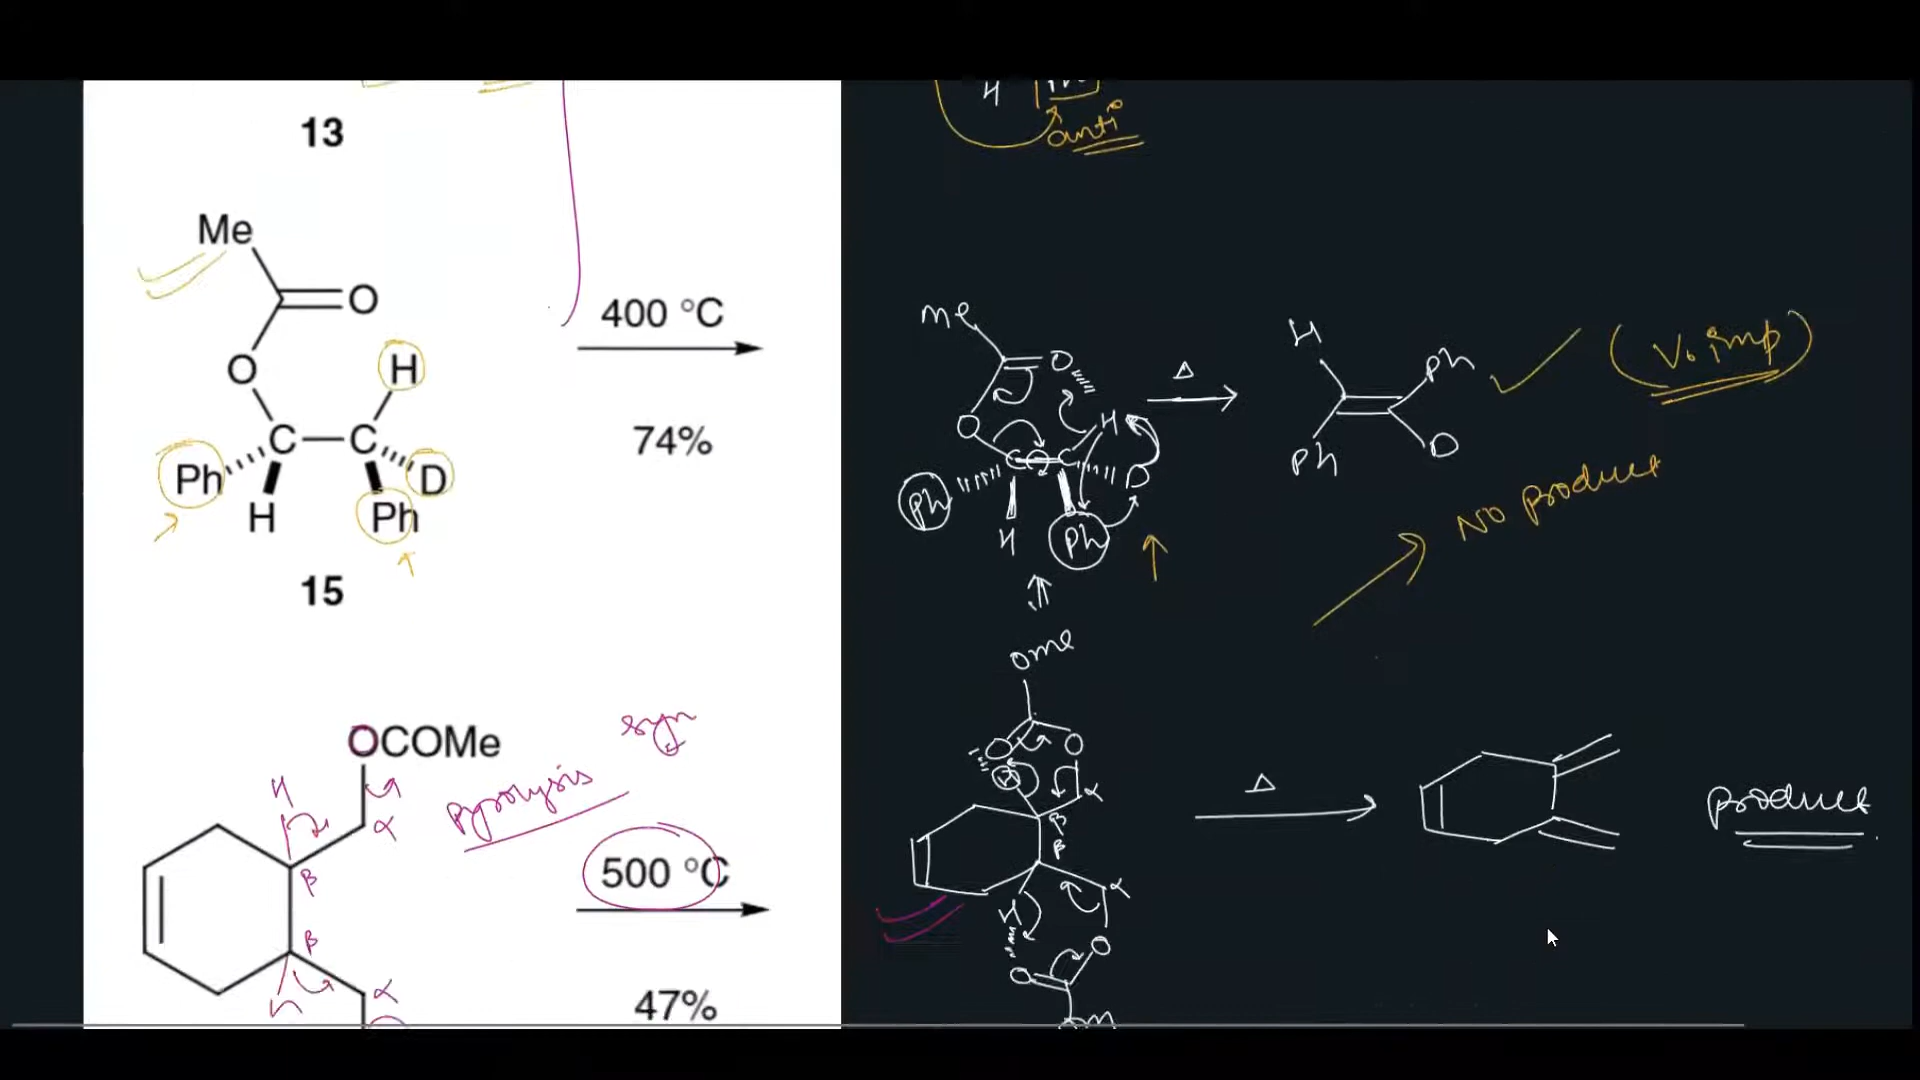 13
anti
Me
O
O
H
C C
Ph D
H Ph
15
400 °C
74%
me
O
O
H
C C
Ph D
H Ph
Δ
H
Ph
Ph
D
(V. imp)
No product
OCOMe
syn
pyrolysis
H
α
β
β
α
500 °C
47%
ome
O O
H
α
β
β
α
H
O
O
Δ
product